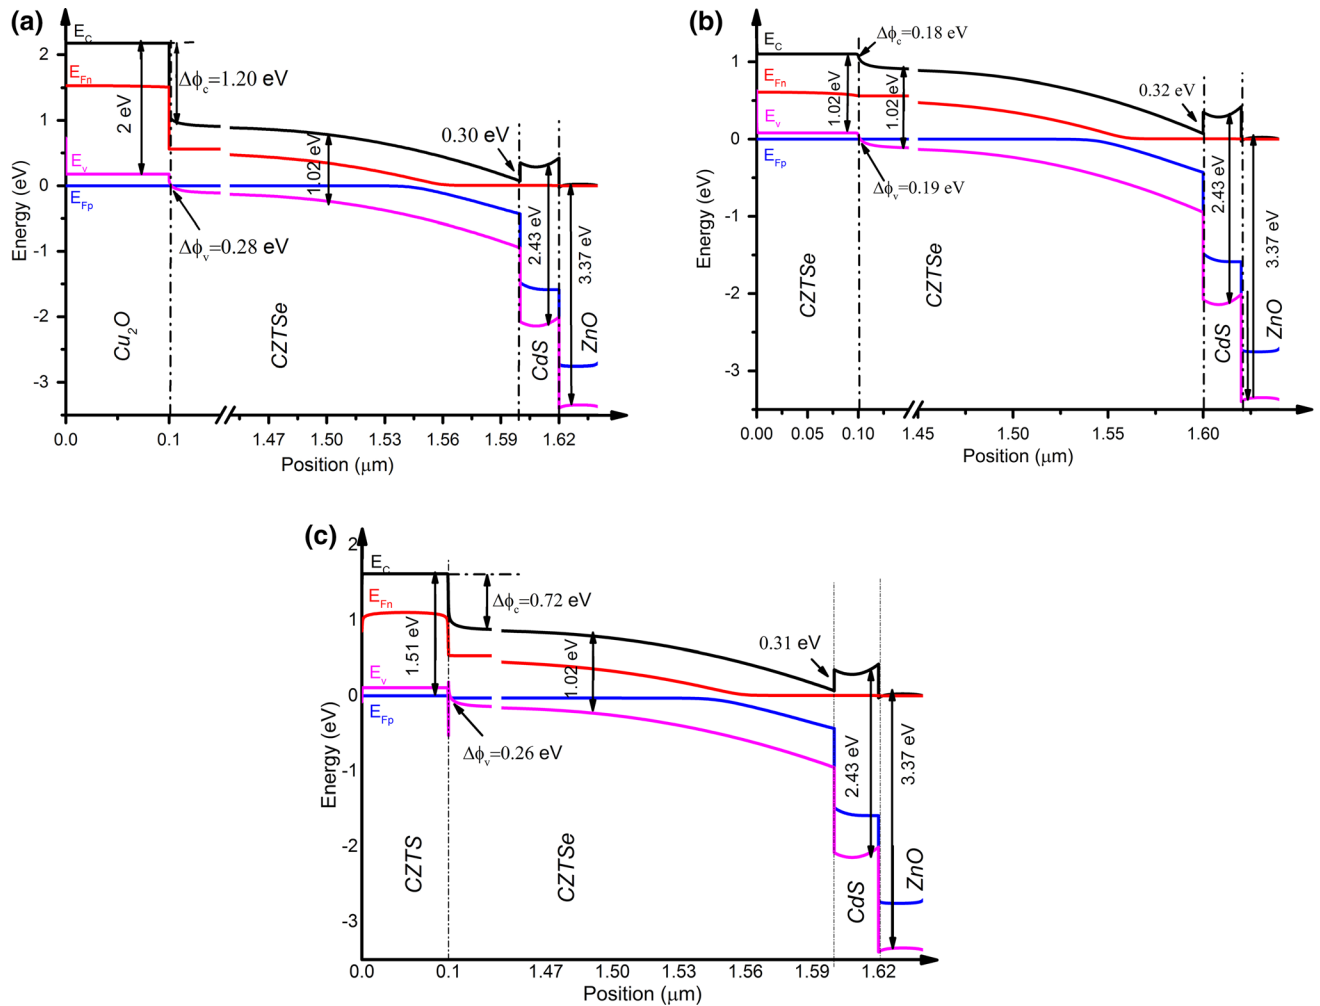 (a)
E_C
Δϕ_c=1.20 eV
E_Fn
2 eV
E_v
E_Fp
Δϕ_v=0.28 eV
1.02 eV
0.30 eV
2.43 eV
3.37 eV
Cu₂O
CZTSe
CdS
ZnO
2
1
0
-1
-2
-3
Energy (eV)
0.0 0.1 1.47 1.50 1.53 1.56 1.59 1.62
Position (μm)
(b)
E_C
Δϕ_c=0.18 eV
E_Fn
1.02 eV
1.02 eV
E_v
E_Fp
Δϕ_v=0.19 eV
0.32 eV
2.43 eV
3.37 eV
CZTSe
CZTSe
CdS
ZnO
1
0
-1
-2
-3
Energy (eV)
0.00 0.05 0.10 1.45 1.50 1.55 1.60
Position (μm)
(c)
E_C
E_Fn
Δϕ_c=0.72 eV
1.51 eV
E_v
E_Fp
Δϕ_v=0.26 eV
1.02 eV
0.31 eV
2.43 eV
3.37 eV
CZTS
CZTSe
CdS
ZnO
2
1
0
-1
-2
-3
Energy (eV)
0.0 0.1 1.47 1.50 1.53 1.56 1.59 1.62
Position (μm)